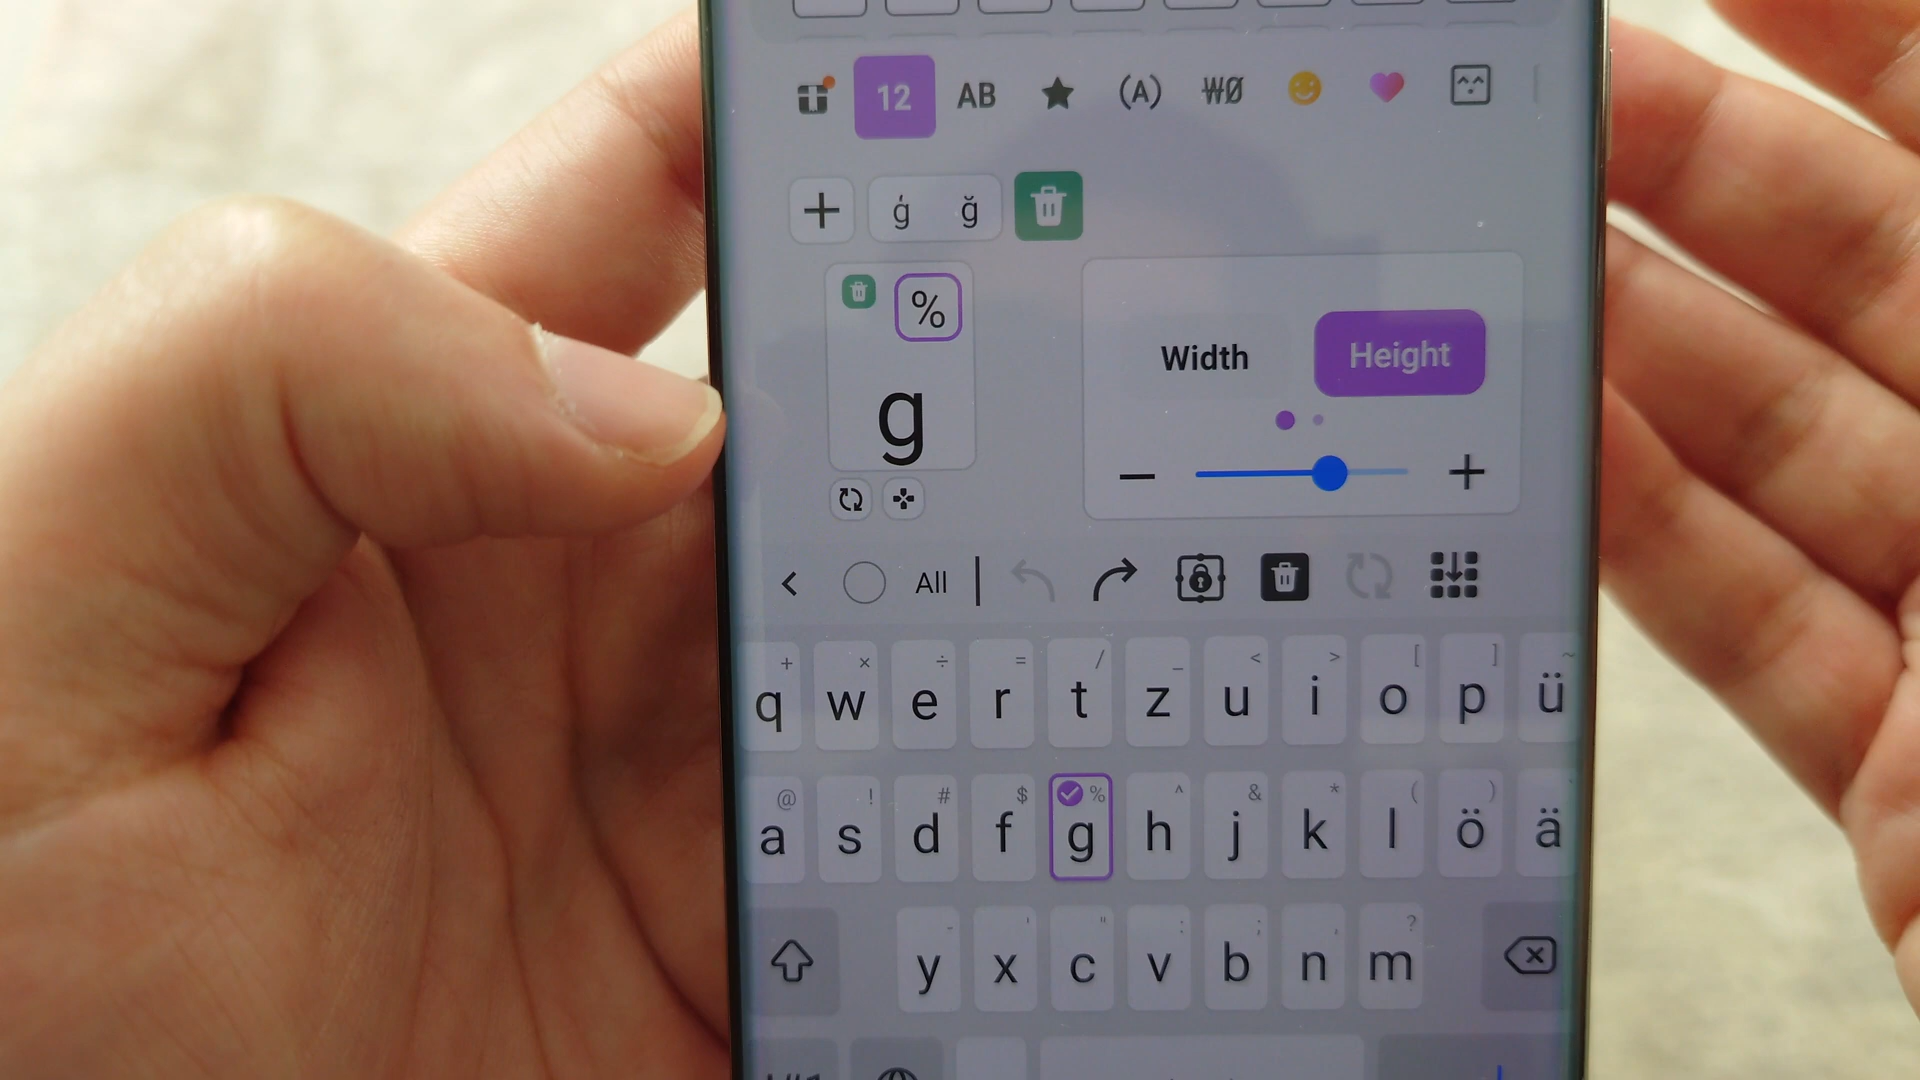 12 AB (A) WØ
+ ģ ğ
%
Width Height
g
− +
All
+ × ÷ = / _ < > [ ] ~
q w e r t z u i o p ü
@ ! # $ % ^ & * ( )
a s d f g h j k l ö ä
- ' " : ; , ?
y x c v b n m